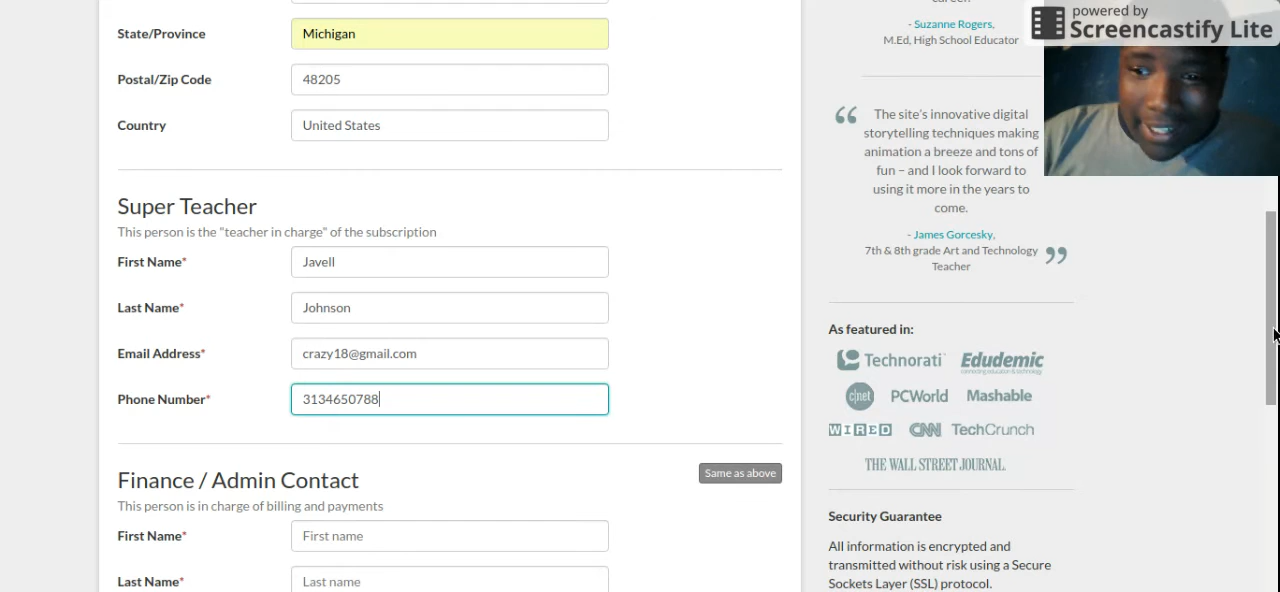 career.
- Suzanne Rogers,
M.Ed, High School Educator
powered by
Screencastify Lite
State/Province
Michigan
Postal/Zip Code
48205
Country
United States
Super Teacher
This person is the "teacher in charge" of the subscription
First Name*
Javell
Last Name*
Johnson
Email Address*
crazy18@gmail.com
Phone Number*
3134650788
Finance / Admin Contact
Same as above
This person is in charge of billing and payments
First Name*
First name
Last Name*
Last name
“ The site's innovative digital
storytelling techniques making
animation a breeze and tons of
fun – and I look forward to
using it more in the years to
come.
- James Gorcesky,
7th & 8th grade Art and Technology
Teacher ”
As featured in:
Technorati
Edudemic
connecting education & technology
c|net
PCWorld
Mashable
WIRED
CNN
TechCrunch
THE WALL STREET JOURNAL.
Security Guarantee
All information is encrypted and
transmitted without risk using a Secure
Sockets Layer (SSL) protocol.